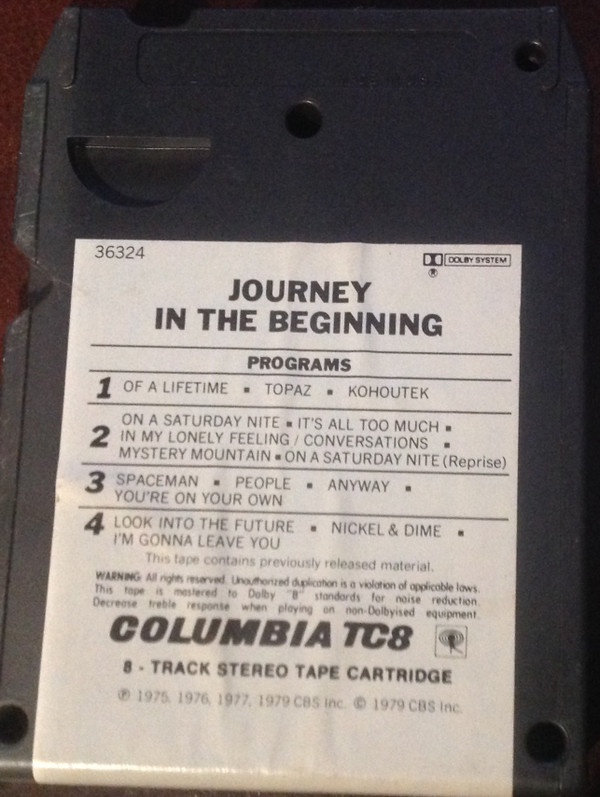 36324
DOLBY SYSTEM
®
JOURNEY
IN THE BEGINNING
PROGRAMS
1 OF A LIFETIME ▪ TOPAZ ▪ KOHOUTEK
2 ON A SATURDAY NITE ▪ IT'S ALL TOO MUCH ▪
IN MY LONELY FEELING / CONVERSATIONS ▪
MYSTERY MOUNTAIN ▪ ON A SATURDAY NITE (Reprise)
3 SPACEMAN ▪ PEOPLE ▪ ANYWAY ▪
YOU'RE ON YOUR OWN
4 LOOK INTO THE FUTURE ▪ NICKEL & DIME ▪
I'M GONNA LEAVE YOU
This tape contains previously released material.
WARNING: All rights reserved. Unauthorized duplication is a violation of applicable laws.
This tape is mastered to Dolby "B" standards for noise reduction.
Decrease treble response when playing on non-Dolbyised equipment.
COLUMBIA TC8
8 - TRACK STEREO TAPE CARTRIDGE
℗ 1975, 1976, 1977, 1979 CBS Inc. © 1979 CBS Inc.